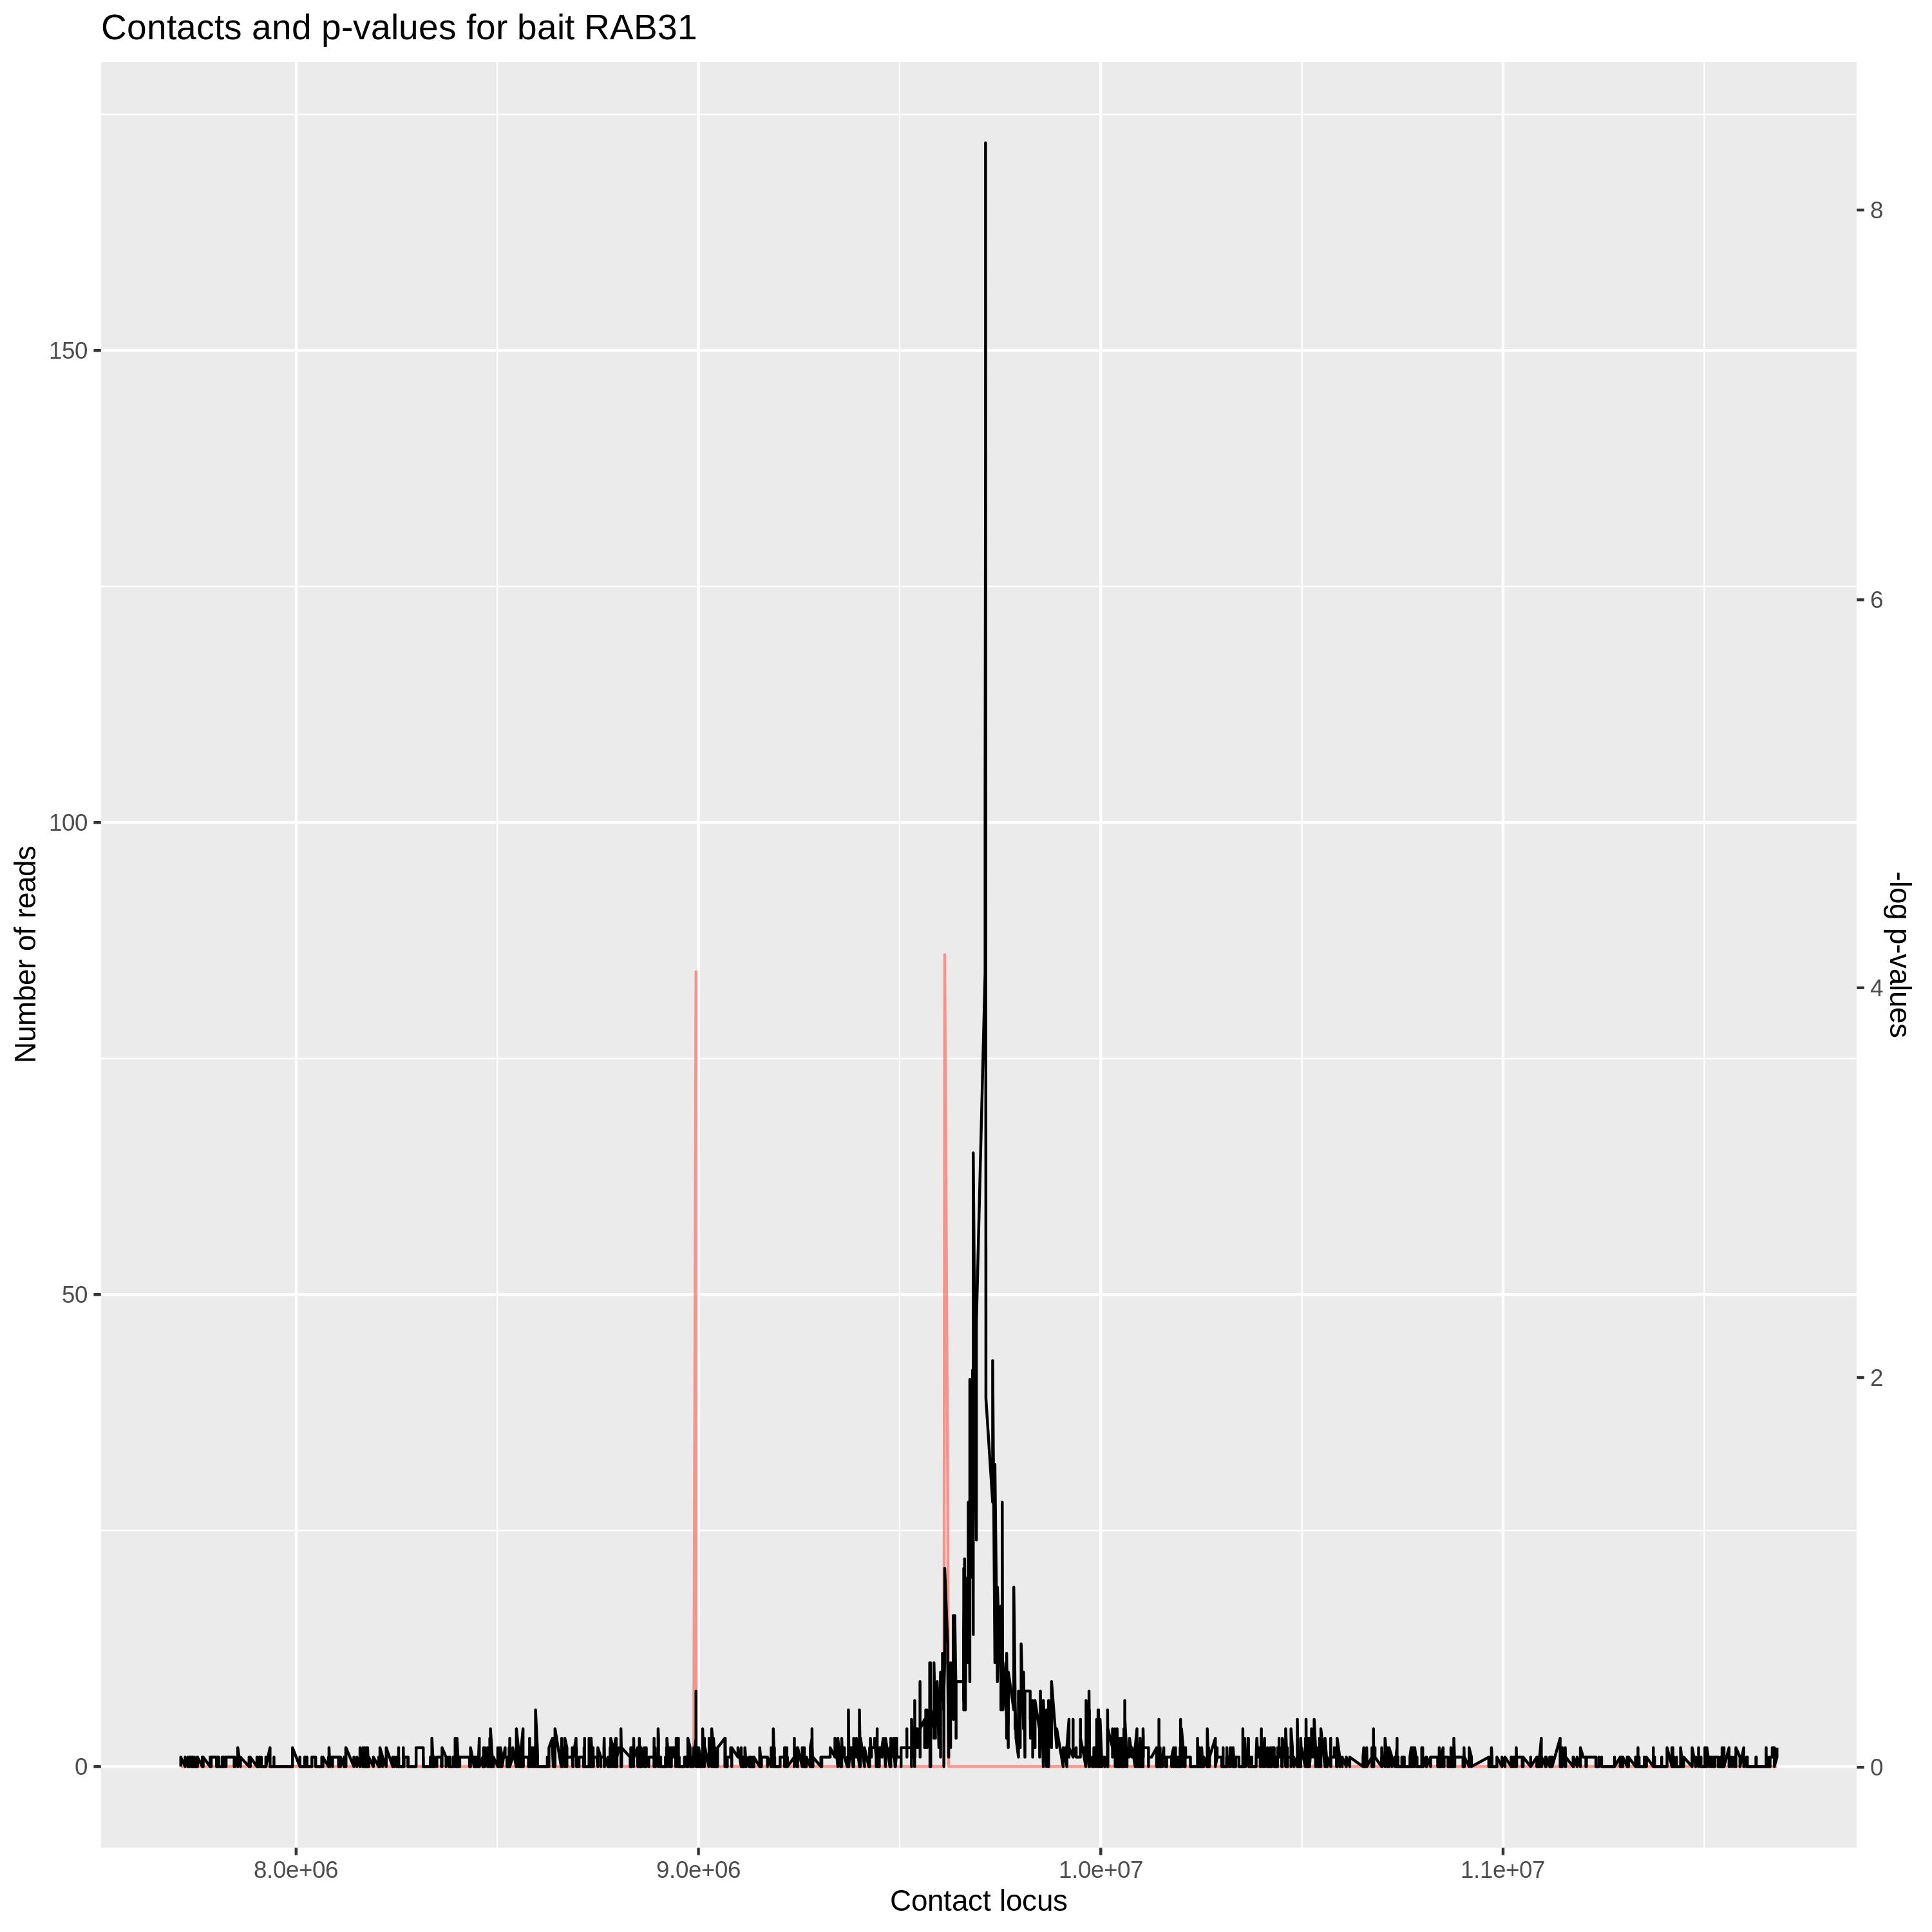 Contacts and p-values for bait RAB31
8
150
6
100
Number of reads
-log p-values
4
50
2
0
0
8.0e+06
9.0e+06
1.0e+07
1.1e+07
Contact locus